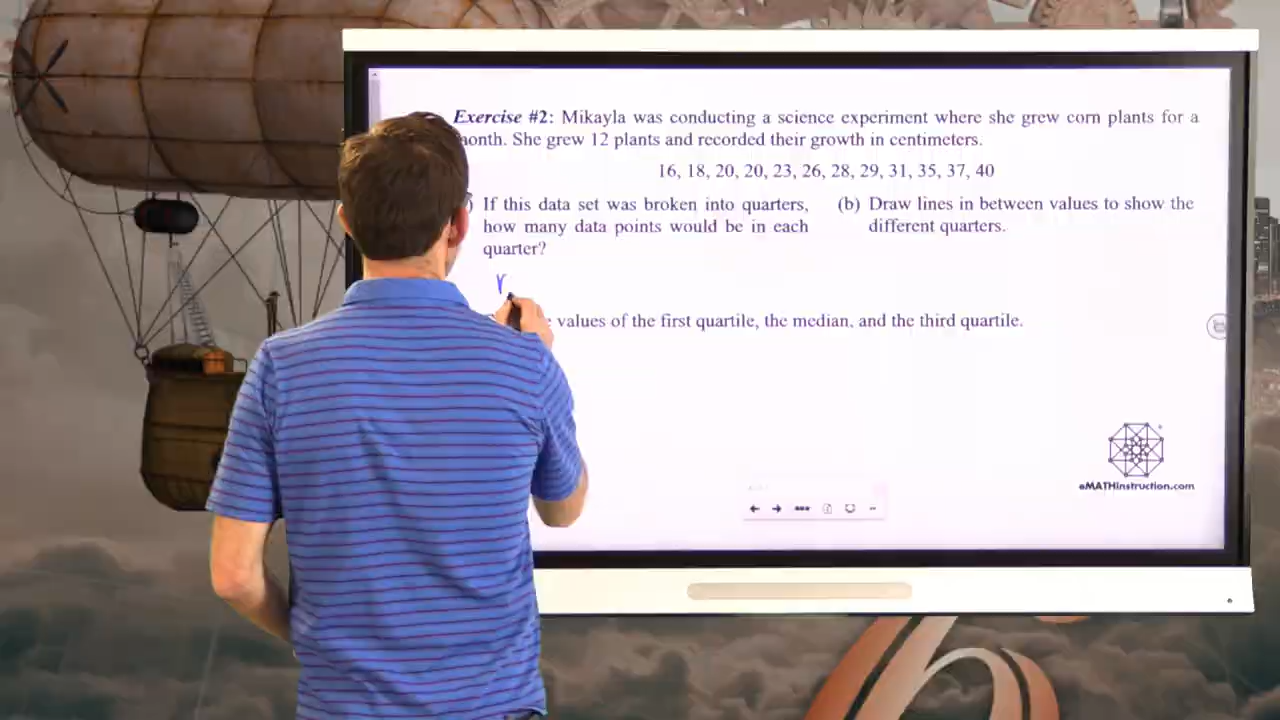 Exercise #2: Mikayla was conducting a science experiment where she grew corn plants for a
month. She grew 12 plants and recorded their growth in centimeters.
16, 18, 20, 20, 23, 26, 28, 29, 31, 35, 37, 40
If this data set was broken into quarters,
how many data points would be in each
quarter?
(b) Draw lines in between values to show the
different quarters.
values of the first quartile, the median, and the third quartile.
eMATHinstruction.com